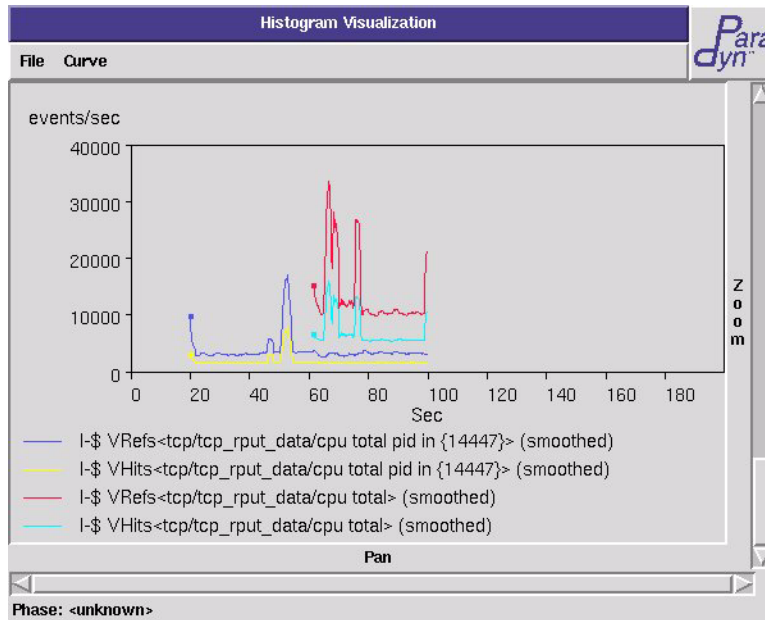 Histogram Visualization
Paradyn
File Curve
events/sec
40000
30000
20000
10000
0
0 20 40 60 80 100 120 140 160 180
Sec
Zoom
I-$ VRefs<tcp/tcp_rput_data/cpu total pid in {14447}> (smoothed)
I-$ VHits<tcp/tcp_rput_data/cpu total pid in {14447}> (smoothed)
I-$ VRefs<tcp/tcp_rput_data/cpu total> (smoothed)
I-$ VHits<tcp/tcp_rput_data/cpu total> (smoothed)
Pan
Phase: <unknown>